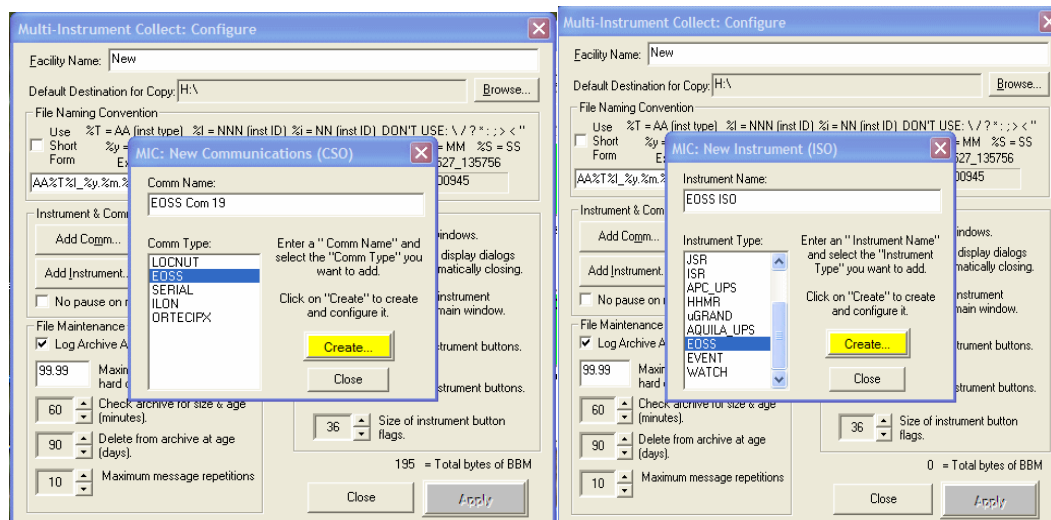 Multi-Instrument Collect: Configure
Facility Name: New
Default Destination for Copy: H:\
Browse...
File Naming Convention
Use Short Form
%T = AA (inst type) %I = NNN (inst ID) %i = NN (inst ID) DON'T USE: \ / ? * : ; > < "
%y =
= MM %S = SS
527_135756
AA%T%I_%y.%m.%
00945
MIC: New Communications (CSO)
Comm Name:
EOSS Com 19
Comm Type:
LOCNUT
EOSS
SERIAL
ILON
ORTECIPX
Enter a " Comm Name" and
select the "Comm Type" you
want to add.
Click on "Create" to create
and configure it.
Create...
Close
Instrument & Com
Add Comm...
Add Instrument.
No pause on
indows.
display dialogs
matically closing.
instrument
main window.
File Maintenance
Log Archive A
strument buttons.
99.99
hard
60
Check archive for size & age
(minutes).
strument buttons.
90
Delete from archive at age
(days).
36
Size of instrument button
flags.
10
Maximum message repetitions
195 = Total bytes of BBM
Close
Apply
Multi-Instrument Collect: Configure
Facility Name: New
Default Destination for Copy: H:\
Browse...
File Naming Convention
Use Short Form
%T = AA (inst type) %I = NNN (inst ID) %i = NN (inst ID) DON'T USE: \ / ? * : ; > < "
%y =
= MM %S = SS
527_135756
AA%T%I_%y.%m.%
00945
MIC: New Instrument (ISO)
Instrument Name:
EOSS ISO
Instrument Type:
JSR
ISR
APC_UPS
HHMR
uGRAND
AQUILA_UPS
EOSS
EVENT
WATCH
Enter an " Instrument Name"
and select the "Instrument
Type" you want to add.
Click on "Create" to create
and configure it.
Create...
Close
Instrument & Com
Add Comm...
Add Instrument.
No pause on
indows.
display dialogs
matically closing.
nstrument
main window.
File Maintenance
Log Archive A
trument buttons.
99.99
hard
60
Check archive for size & age
(minutes).
strument buttons.
90
Delete from archive at age
(days).
36
Size of instrument button
flags.
10
Maximum message repetitions
0 = Total bytes of BBM
Close
Apply